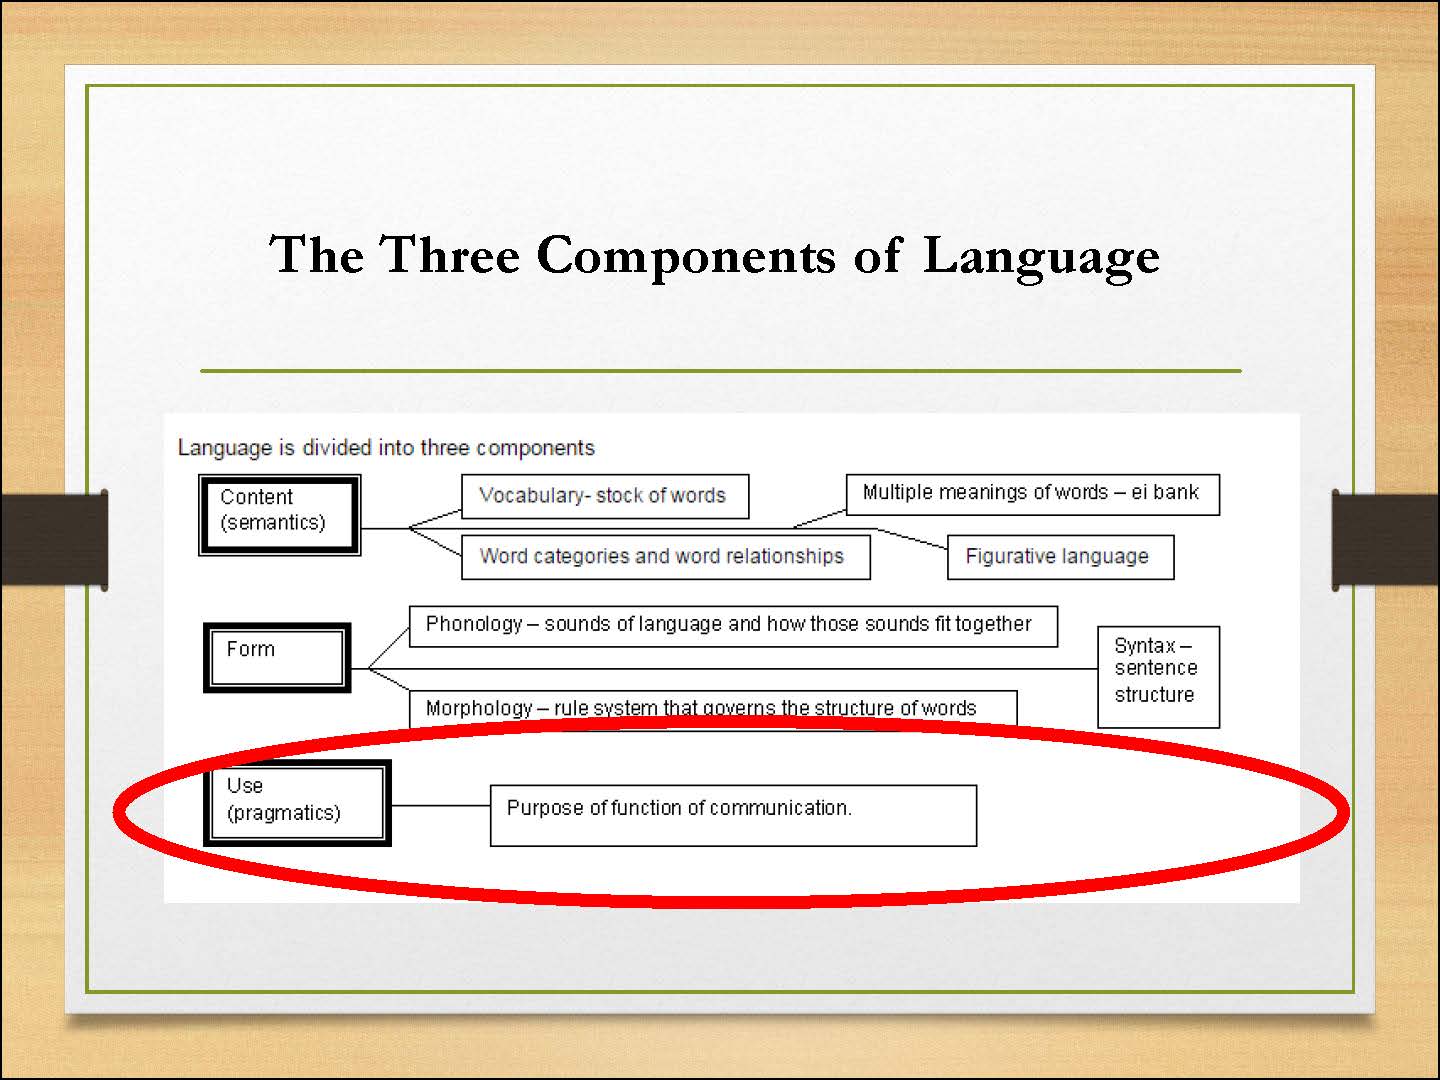 The Three Components of Language
Language is divided into three components
Content
(semantics)
Vocabulary- stock of words
Multiple meanings of words – ei bank
Word categories and word relationships
Figurative language
Form
Phonology – sounds of language and how those sounds fit together
Syntax –
sentence
structure
Morphology – rule system that governs the structure of words
Use
(pragmatics)
Purpose of function of communication.